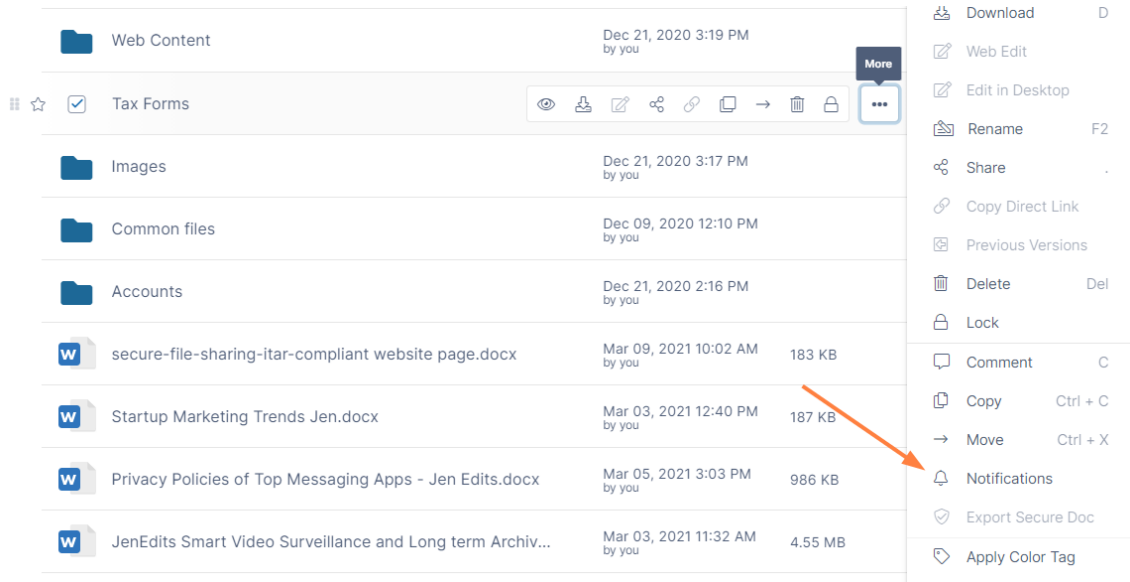 Web Content
Dec 21, 2020 3:19 PM
by you
More
Tax Forms
Images
Dec 21, 2020 3:17 PM
by you
Common files
Dec 09, 2020 12:10 PM
by you
Accounts
Dec 21, 2020 2:16 PM
by you
W
secure-file-sharing-itar-compliant website page.docx
Mar 09, 2021 10:02 AM
by you
183 KB
W
Startup Marketing Trends Jen.docx
Mar 03, 2021 12:40 PM
by you
187 KB
W
Privacy Policies of Top Messaging Apps - Jen Edits.docx
Mar 05, 2021 3:03 PM
by you
986 KB
W
JenEdits Smart Video Surveillance and Long term Archiv...
Mar 03, 2021 11:32 AM
by you
4.55 MB
Download D
Web Edit
Edit in Desktop
Rename F2
Share .
Copy Direct Link
Previous Versions
Delete Del
Lock
Comment C
Copy Ctrl + C
Move Ctrl + X
Notifications
Export Secure Doc
Apply Color Tag